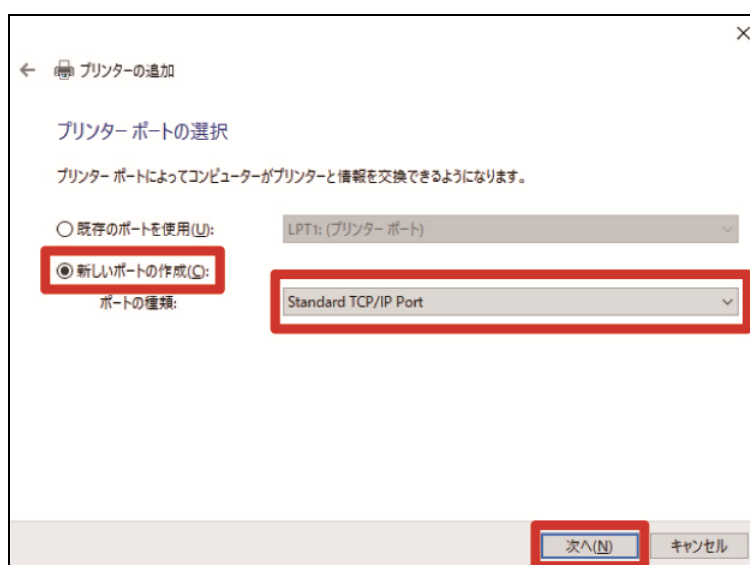 プリンターの追加
プリンター ポートの選択
プリンター ポートによってコンピューターがプリンターと情報を交換できるようになります。
既存のポートを使用(U): LPT1: (プリンター ポート)
新しいポートの作成(C):
ポートの種類: Standard TCP/IP Port
次へ(N) キャンセル